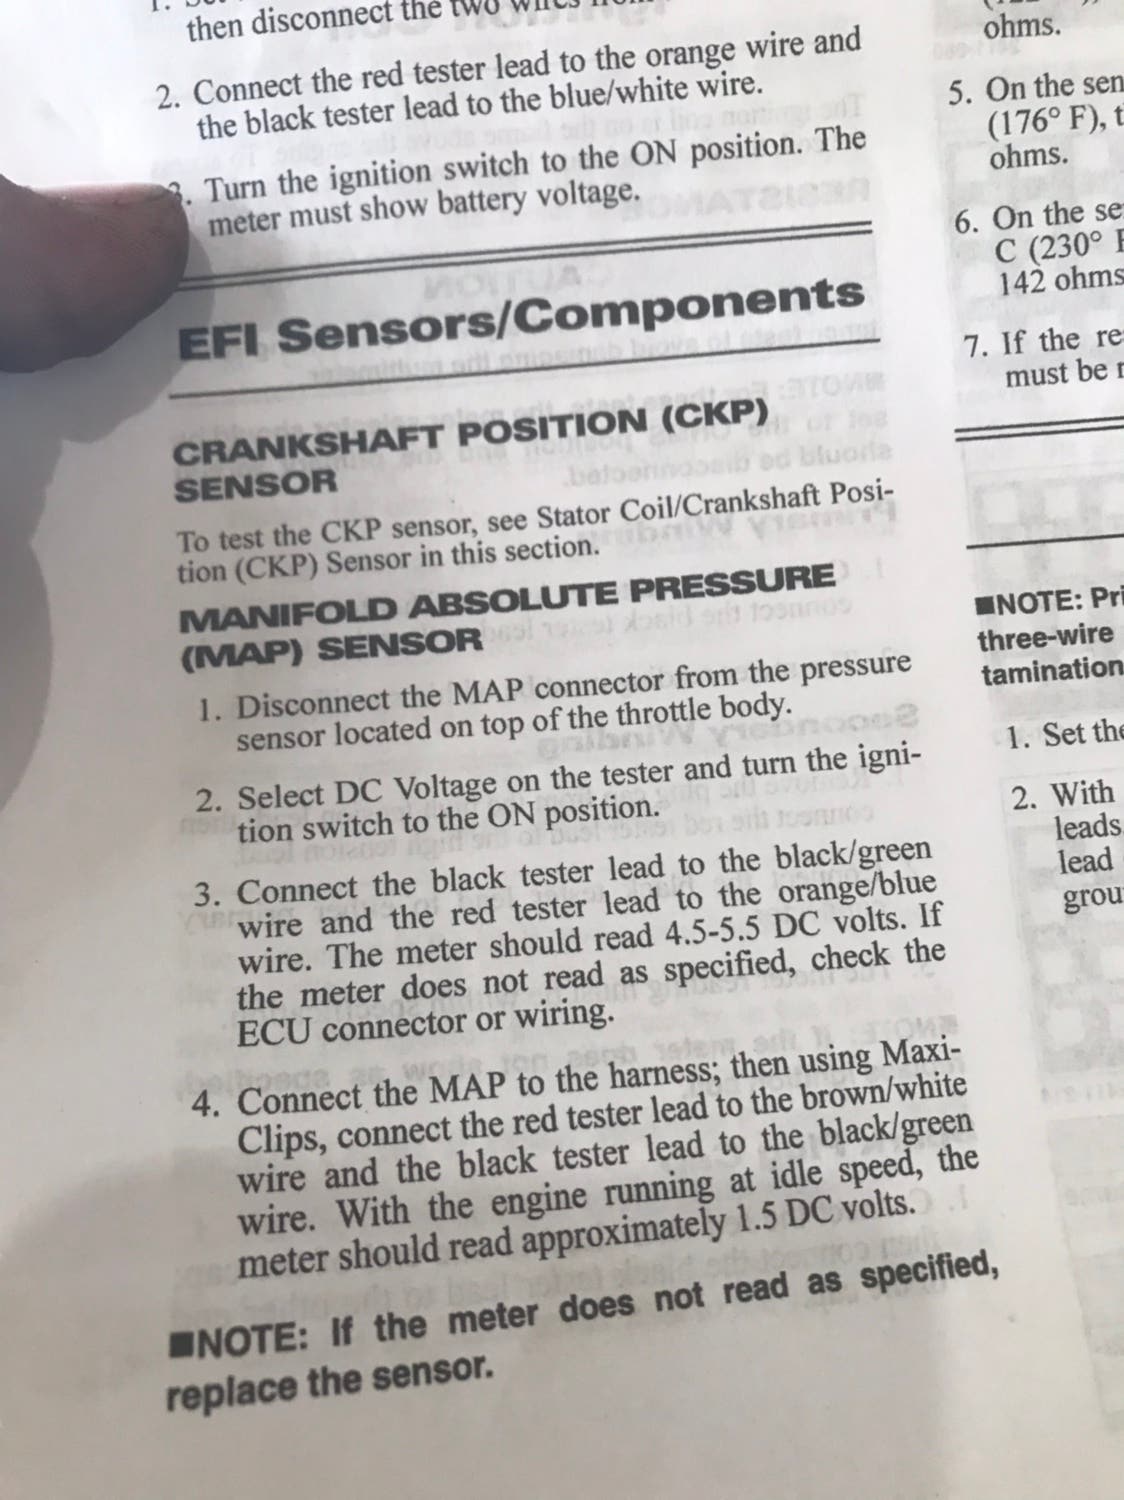 then disconnect the two wires from
2. Connect the red tester lead to the orange wire and
the black tester lead to the blue/white wire.
3. Turn the ignition switch to the ON position. The
meter must show battery voltage.
EFI Sensors/Components
CRANKSHAFT POSITION (CKP)
SENSOR
To test the CKP sensor, see Stator Coil/Crankshaft Posi-
tion (CKP) Sensor in this section.
MANIFOLD ABSOLUTE PRESSURE
(MAP) SENSOR
1. Disconnect the MAP connector from the pressure
sensor located on top of the throttle body.
2. Select DC Voltage on the tester and turn the igni-
tion switch to the ON position.
3. Connect the black tester lead to the black/green
wire and the red tester lead to the orange/blue
wire. The meter should read 4.5-5.5 DC volts. If
the meter does not read as specified, check the
ECU connector or wiring.
4. Connect the MAP to the harness; then using Maxi-
Clips, connect the red tester lead to the brown/white
wire and the black tester lead to the black/green
wire. With the engine running at idle speed, the
meter should read approximately 1.5 DC volts.
■NOTE: If the meter does not read as specified,
replace the sensor.
ohms.
5. On the sen
(176° F), t
ohms.
6. On the se
C (230° F
142 ohms
7. If the re
must be r
■NOTE: Pri
three-wire
tamination
1. Set the
2. With
leads
lead
grou